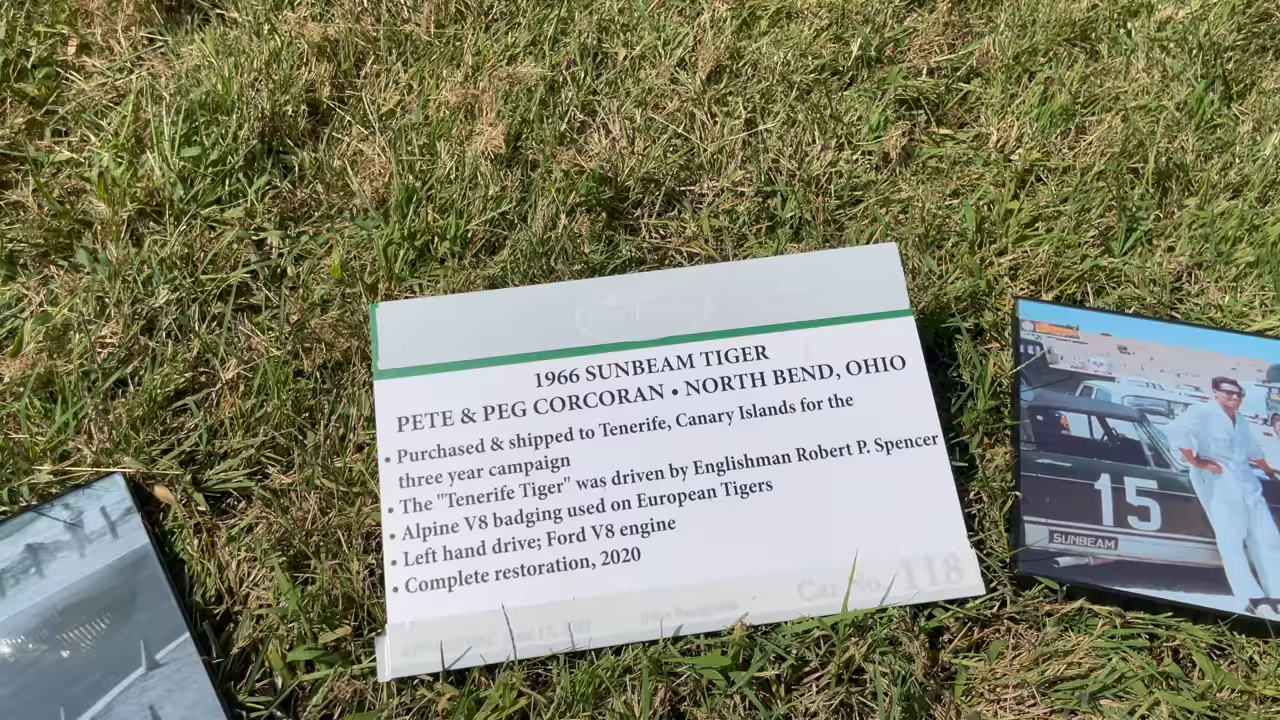 1966 SUNBEAM TIGER
PETE & PEG CORCORAN • NORTH BEND, OHIO
• Purchased & shipped to Tenerife, Canary Islands for the
three year campaign
• The "Tenerife Tiger" was driven by Englishman Robert P. Spencer
• Alpine V8 badging used on European Tigers
• Left hand drive; Ford V8 engine
• Complete restoration, 2020
Car No. 118
15
SUNBEAM